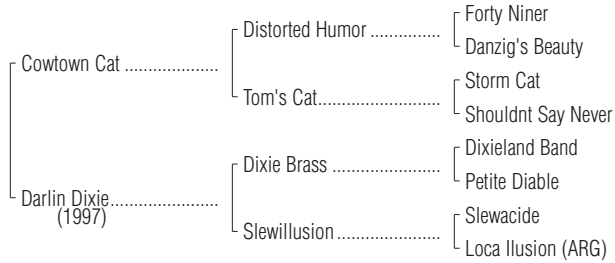 Forty Niner
Distorted Humor ...............
Danzig's Beauty
Cowtown Cat .....................
Storm Cat
Tom's Cat...........................
Shouldnt Say Never
Dixieland Band
Dixie Brass .......................
Petite Diable
Darlin Dixie........................
(1997)
Slewacide
Slewillusion.......................
Loca Ilusion (ARG)